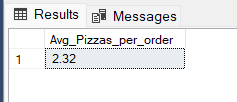 Results Messages
Avg_Pizzas_per_order
1 2.32